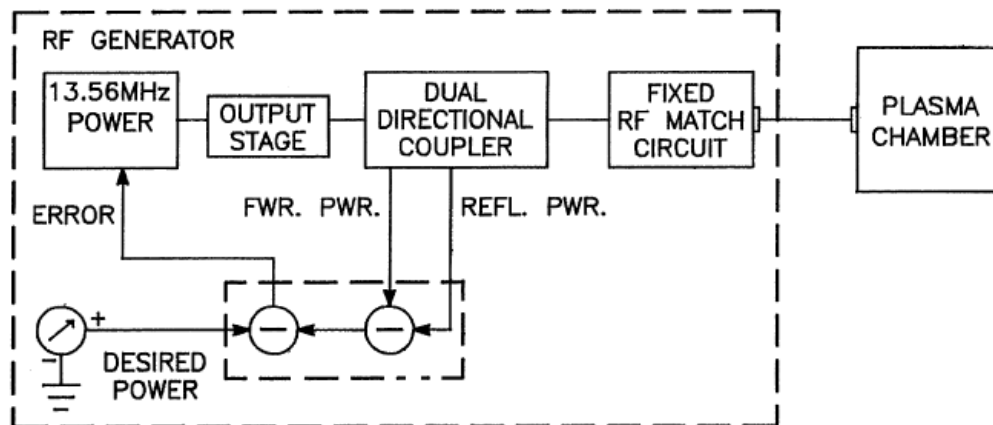 RF GENERATOR
13.56MHz
POWER
OUTPUT
STAGE
DUAL
DIRECTIONAL
COUPLER
FIXED
RF MATCH
CIRCUIT
PLASMA
CHAMBER
ERROR
FWR. PWR.
REFL. PWR.
+
-
DESIRED
POWER